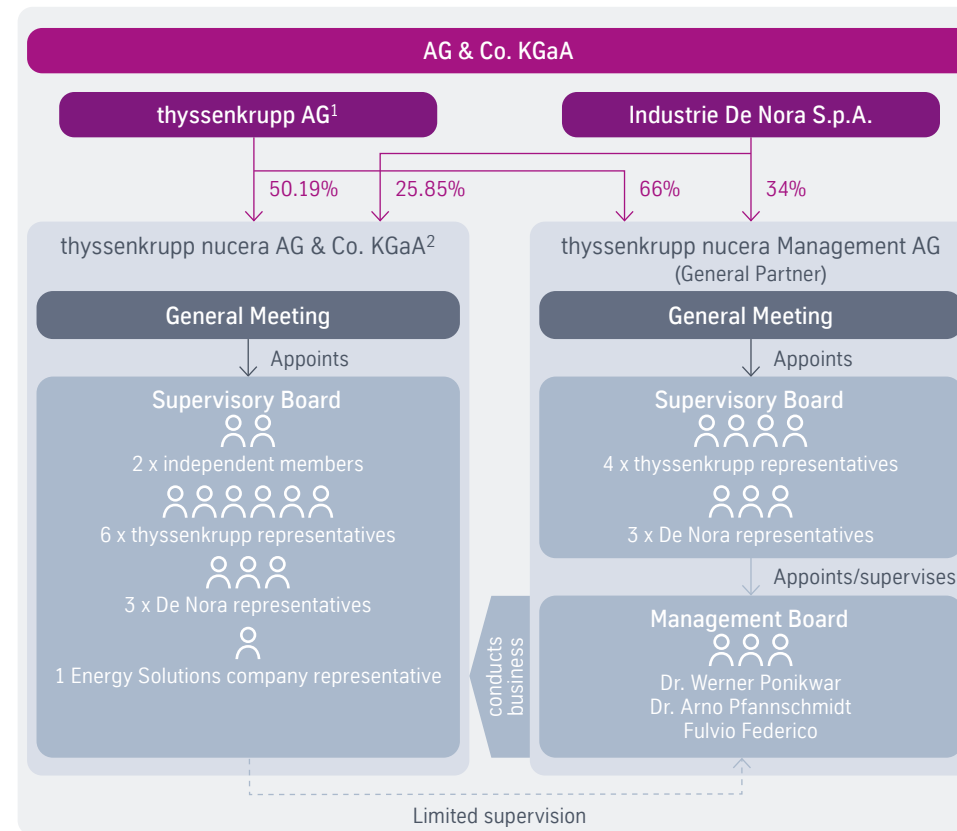 AG & Co. KGaA
thyssenkrupp AG¹
Industrie De Nora S.p.A.
50.19%
25.85%
66%
34%
thyssenkrupp nucera AG & Co. KGaA²
General Meeting
Appoints
Supervisory Board
2 x independent members
6 x thyssenkrupp representatives
3 x De Nora representatives
1 Energy Solutions company representative
thyssenkrupp nucera Management AG
(General Partner)
General Meeting
Appoints
Supervisory Board
4 x thyssenkrupp representatives
3 x De Nora representatives
Appoints/supervises
Management Board
Dr. Werner Ponikwar
Dr. Arno Pfannschmidt
Fulvio Federico
conducts
business
Limited supervision